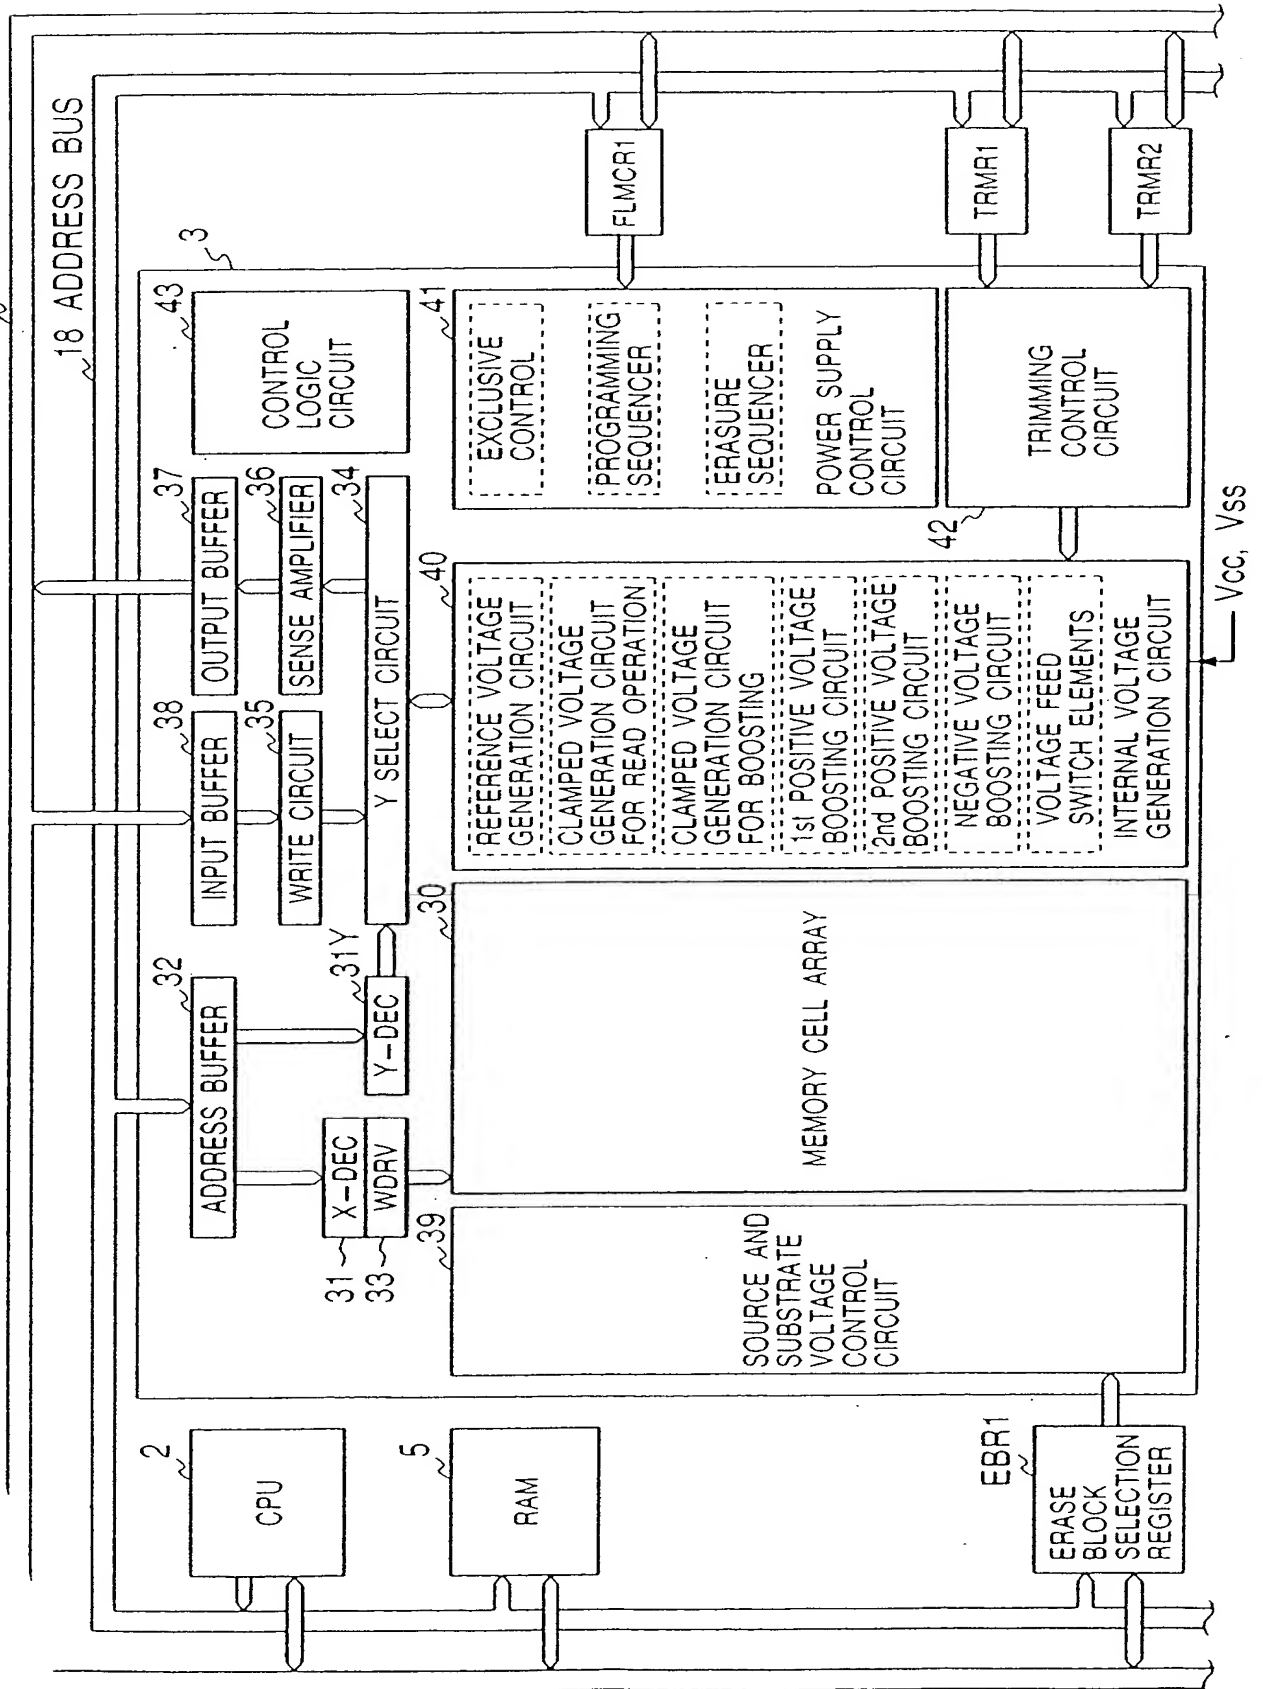 18 ADDRESS BUS
2
CPU
5
RAM
EBR1
ERASE
BLOCK
SELECTION
REGISTER
3
32
ADDRESS BUFFER
31
X-DEC
33
WDRV
31Y
Y-DEC
38
INPUT BUFFER
35
WRITE CIRCUIT
37
OUTPUT BUFFER
36
SENSE AMPLIFIER
34
Y SELECT CIRCUIT
43
CONTROL
LOGIC
CIRCUIT
39
SOURCE AND
SUBSTRATE
VOLTAGE
CONTROL
CIRCUIT
30
MEMORY CELL ARRAY
40
REFERENCE VOLTAGE
GENERATION CIRCUIT
CLAMPED VOLTAGE
GENERATION CIRCUIT
FOR READ OPERATION
CLAMPED VOLTAGE
GENERATION CIRCUIT
FOR BOOSTING
1st POSITIVE VOLTAGE
BOOSTING CIRCUIT
2nd POSITIVE VOLTAGE
BOOSTING CIRCUIT
NEGATIVE VOLTAGE
BOOSTING CIRCUIT
VOLTAGE FEED
SWITCH ELEMENTS
INTERNAL VOLTAGE
GENERATION CIRCUIT
41
EXCLUSIVE
CONTROL
PROGRAMMING
SEQUENCER
ERASURE
SEQUENCER
POWER SUPPLY
CONTROL
CIRCUIT
42
TRIMMING
CONTROL
CIRCUIT
FLMCR1
TRMR1
TRMR2
Vcc, Vss